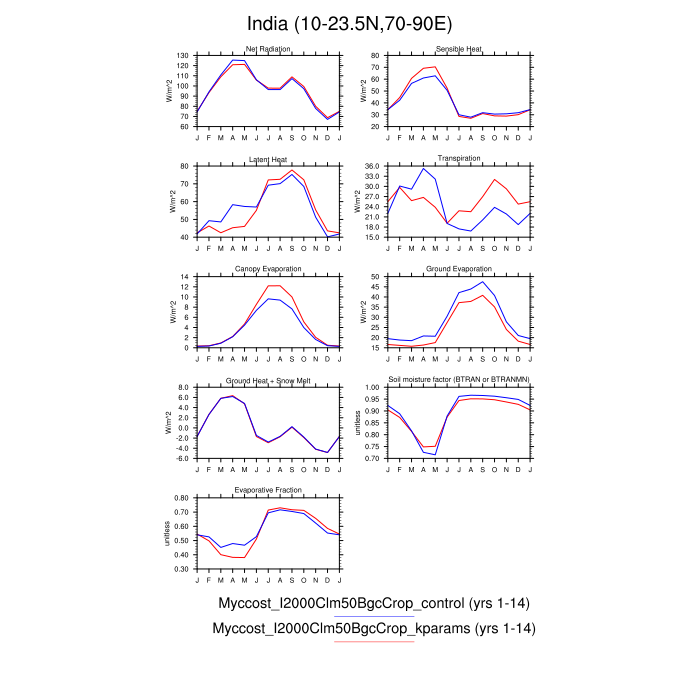 India (10-23.5N,70-90E)
Net Radiation
W/m^2
130
120
110
100
90
80
70
60
J F M A M J J A S O N D J
Sensible Heat
W/m^2
80
70
60
50
40
30
20
J F M A M J J A S O N D J
Latent Heat
W/m^2
80
70
60
50
40
J F M A M J J A S O N D J
Transpiration
W/m^2
36.0
33.0
30.0
27.0
24.0
21.0
18.0
15.0
J F M A M J J A S O N D J
Canopy Evaporation
W/m^2
14
12
10
8
6
4
2
0
J F M A M J J A S O N D J
Ground Evaporation
W/m^2
50
45
40
35
30
25
20
15
J F M A M J J A S O N D J
Ground Heat + Snow Melt
W/m^2
8.0
6.0
4.0
2.0
0.0
-2.0
-4.0
-6.0
J F M A M J J A S O N D J
Soil moisture factor (BTRAN or BTRANMN)
unitless
1.00
0.95
0.90
0.85
0.80
0.75
0.70
J F M A M J J A S O N D J
Evaporative Fraction
unitless
0.80
0.70
0.60
0.50
0.40
0.30
J F M A M J J A S O N D J
Myccost_I2000Clm50BgcCrop_control (yrs 1-14)
Myccost_I2000Clm50BgcCrop_kparams (yrs 1-14)